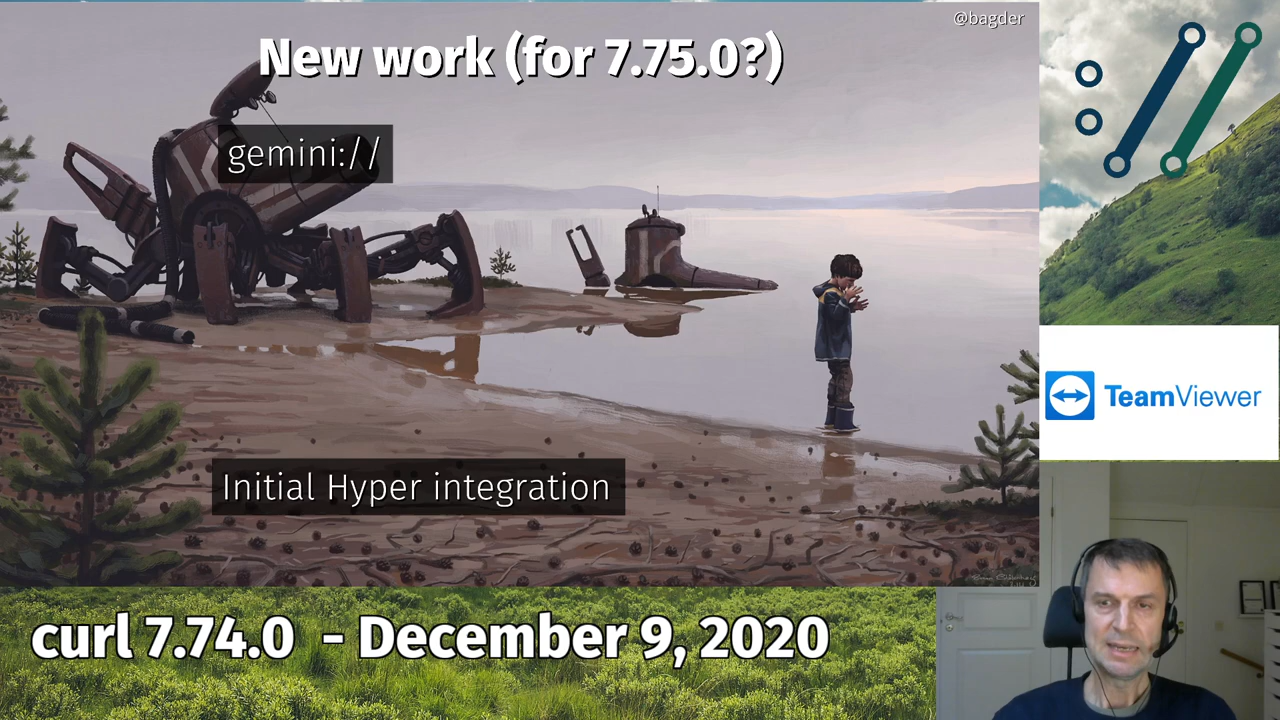 @bagder
New work (for 7.75.0?)
gemini://
TeamViewer
Initial Hyper integration
curl 7.74.0 - December 9, 2020